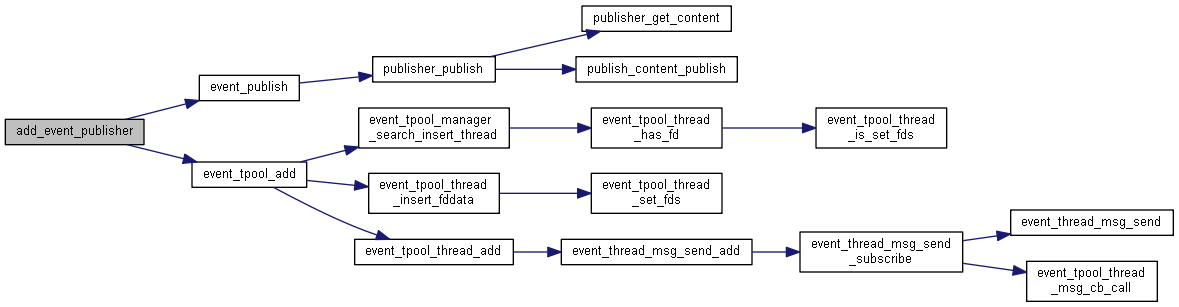 add_event_publisher
event_publish
publisher_publish
publisher_get_content
publish_content_publish
event_tpool_add
event_tpool_manager
_search_insert_thread
event_tpool_thread
_has_fd
event_tpool_thread
_is_set_fds
event_tpool_thread
_insert_fddata
event_tpool_thread
_set_fds
event_tpool_thread_add
event_thread_msg_send_add
event_thread_msg_send
_subscribe
event_thread_msg_send
event_tpool_thread
_msg_cb_call